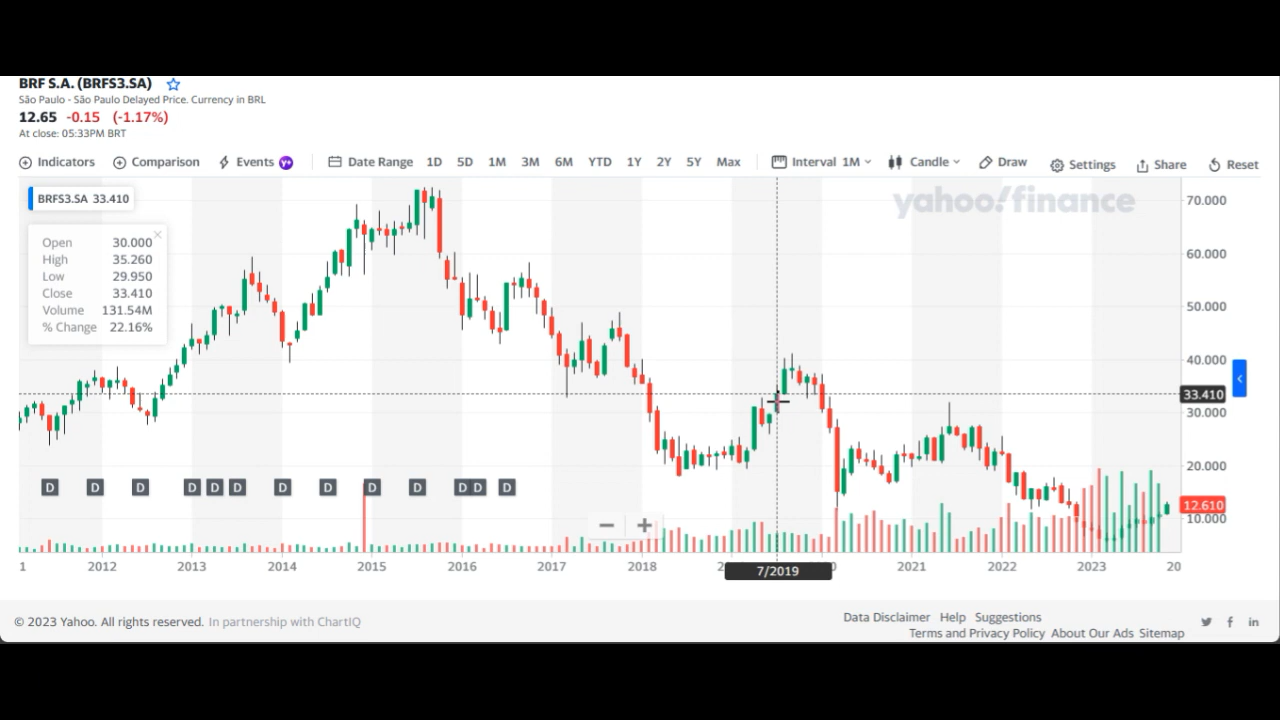 BRF S.A. (BRFS3.SA)
São Paulo - São Paulo Delayed Price. Currency in BRL
12.65 -0.15 (-1.17%)
At close: 05:33PM BRT
Indicators Comparison Events Y+ Date Range 1D 5D 1M 3M 6M YTD 1Y 2Y 5Y Max Interval 1M Candle Draw Settings Share Reset
BRFS3.SA 33.410
yahoo!finance
Open 30.000
High 35.260
Low 29.950
Close 33.410
Volume 131.54M
% Change 22.16%
70.000
60.000
50.000
40.000
33.410
30.000
20.000
12.610
10.000
D D D D D D D D D D D D D
1 2012 2013 2014 2015 2016 2017 2018 7/2019 2021 2022 2023 20
© 2023 Yahoo. All rights reserved. In partnership with ChartIQ
Data Disclaimer Help Suggestions
Terms and Privacy Policy About Our Ads Sitemap